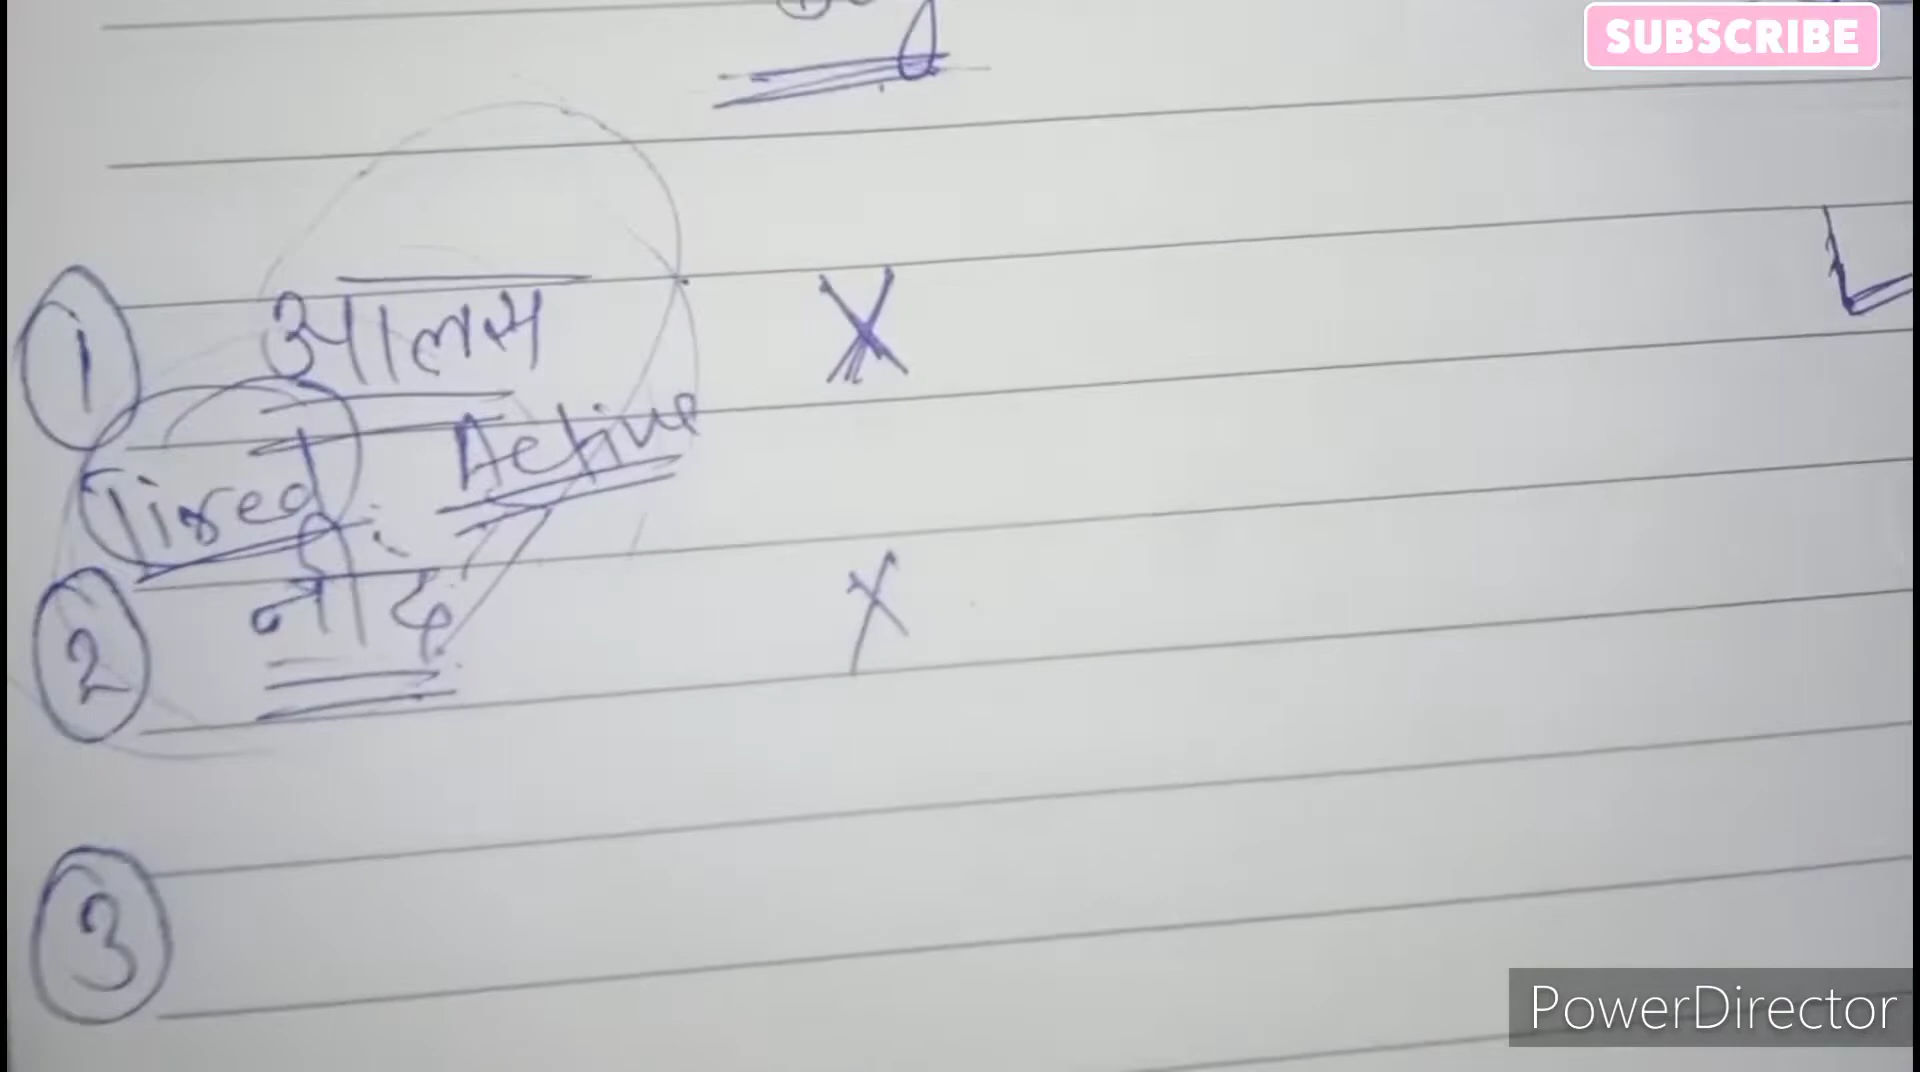 SUBSCRIBE
1 आलस X
Tired Active
2 नींद X
3
PowerDirector